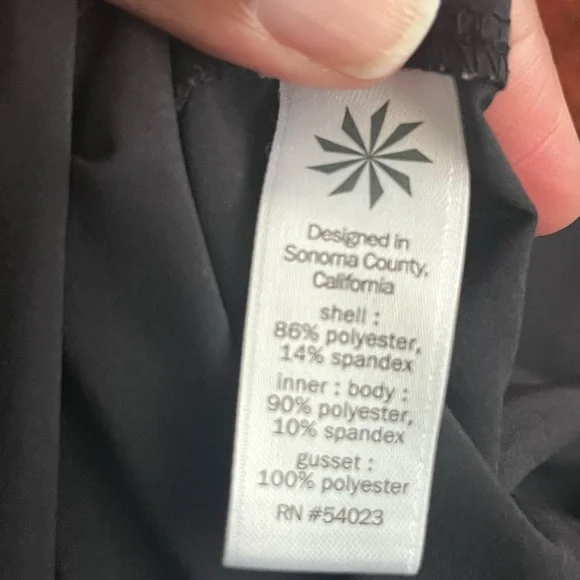 Designed in
Sonoma County,
California
shell :
86% polyester,
14% spandex
inner : body :
90% polyester,
10% spandex
gusset :
100% polyester
RN #54023